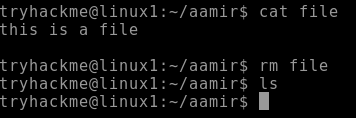 tryhackme@linux1:~/aamir$ cat file
this is a file
tryhackme@linux1:~/aamir$ rm file
tryhackme@linux1:~/aamir$ ls
tryhackme@linux1:~/aamir$